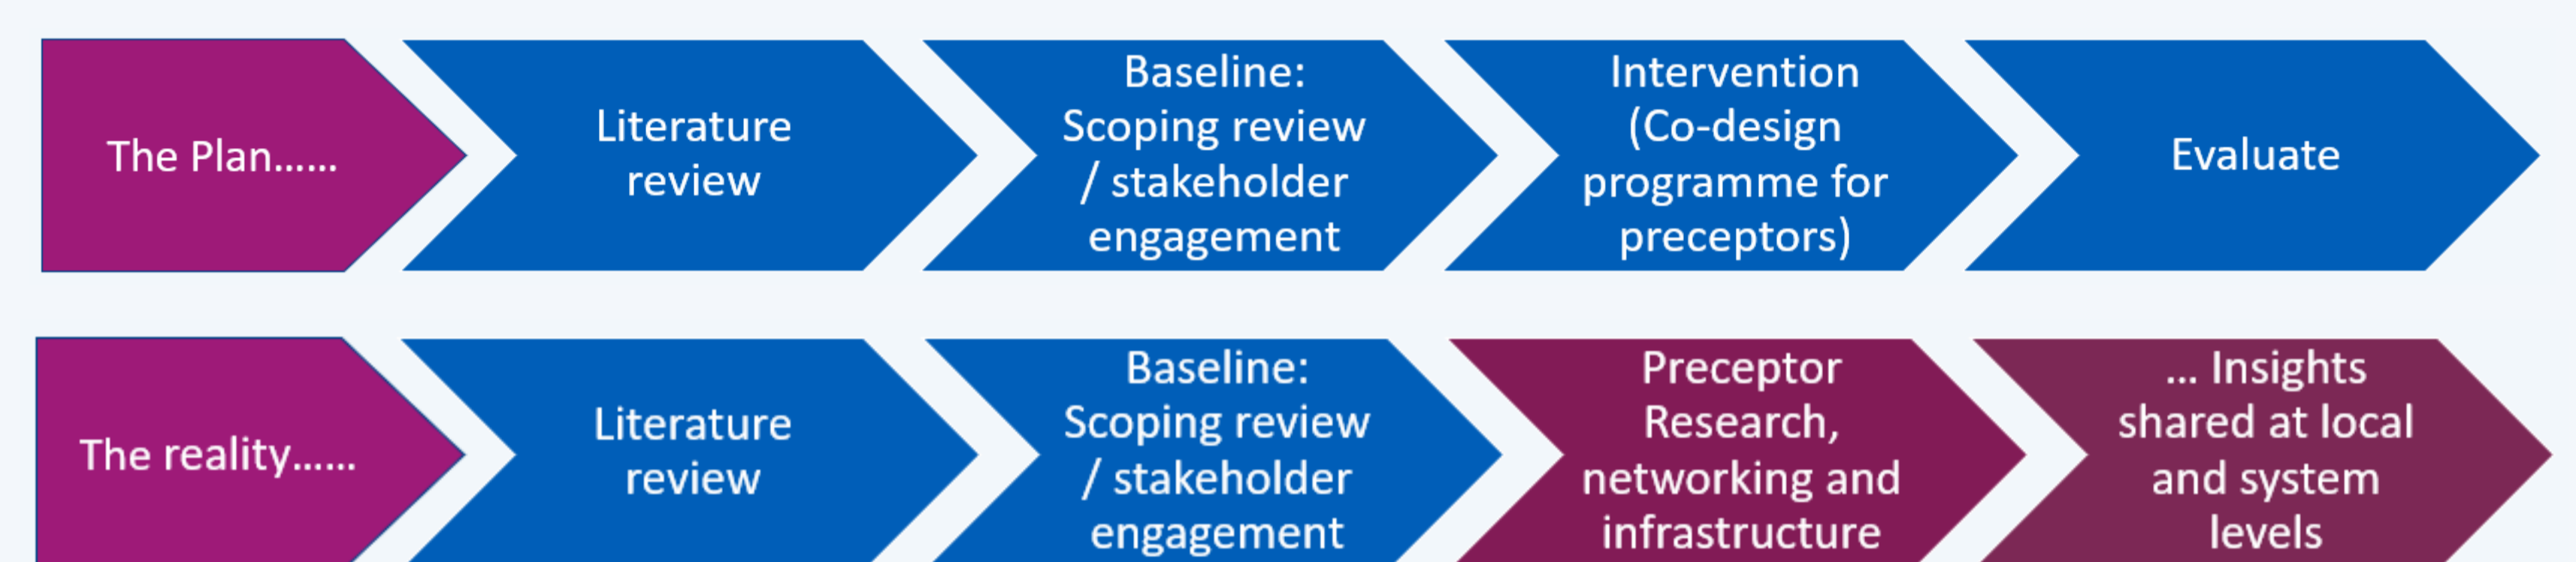 The Plan......
Literature
review
Baseline:
Scoping review
/ stakeholder
engagement
Intervention
(Co-design
programme for
preceptors)
Evaluate
The reality......
Literature
review
Baseline:
Scoping review
/ stakeholder
engagement
Preceptor
Research,
networking and
infrastructure
... Insights
shared at local
and system
levels